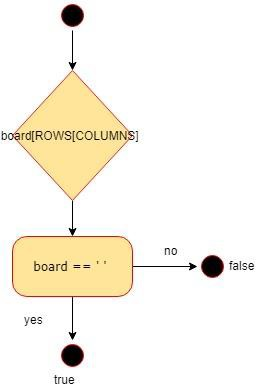 board[ROWS[COLUMNS]
board == ' '
no
false
yes
true